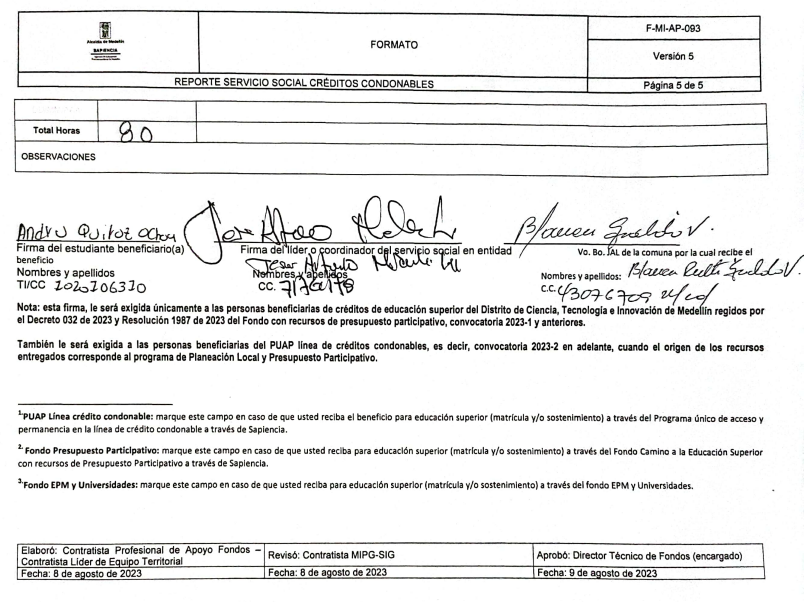 Alcaldía de Medellín
SAPIENCIA
FORMATO
F-MI-AP-093
Versión 5
REPORTE SERVICIO SOCIAL CRÉDITOS CONDONABLES
Página 5 de 5
Total Horas 80
OBSERVACIONES
Andrw Quiroz Ochoa
Firma del estudiante beneficiario(a)
beneficio
Nombres y apellidos
TI/CC 1020106330
Firma del líder o coordinador del servicio social en entidad
Nombres y apellidos
CC.
Vo. Bo. JAL de la comuna por la cual recibe el
Nombres y apellidos: Blanca Ruth
C.C. 43076709
Nota: esta firma, le será exigida únicamente a las personas beneficiarias de créditos de educación superior del Distrito de Ciencia, Tecnología e Innovación de Medellín regidos por
el Decreto 032 de 2023 y Resolución 1987 de 2023 del Fondo con recursos de presupuesto participativo, convocatoria 2023-1 y anteriores.
También le será exigida a las personas beneficiarias del PUAP línea de créditos condonables, es decir, convocatoria 2023-2 en adelante, cuando el origen de los recursos
entregados corresponde al programa de Planeación Local y Presupuesto Participativo.
1.PUAP Línea crédito condonable: marque este campo en caso de que usted reciba el beneficio para educación superior (matrícula y/o sostenimiento) a través del Programa único de acceso y
permanencia en la línea de crédito condonable a través de Sapiencia.
2. Fondo Presupuesto Participativo: marque este campo en caso de que usted reciba para educación superior (matrícula y/o sostenimiento) a través del Fondo Camino a la Educación Superior
con recursos de Presupuesto Participativo a través de Sapiencia.
3.Fondo EPM y Universidades: marque este campo en caso de que usted reciba para educación superior (matrícula y/o sostenimiento) a través del fondo EPM y Universidades.
Elaboró: Contratista Profesional de Apoyo Fondos –
Contratista Líder de Equipo Territorial
Revisó: Contratista MIPG-SIG
Aprobó: Director Técnico de Fondos (encargado)
Fecha: 8 de agosto de 2023
Fecha: 8 de agosto de 2023
Fecha: 9 de agosto de 2023